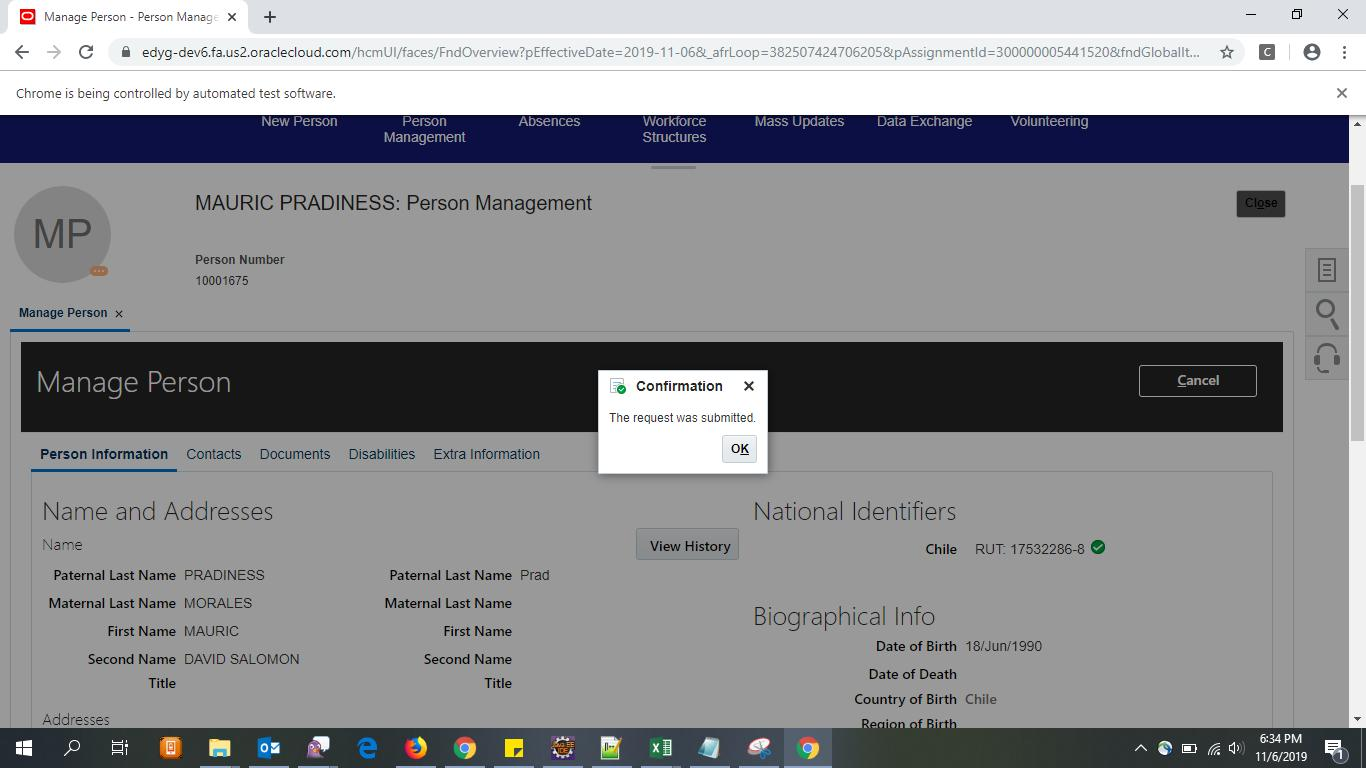 Manage Person - Person Manage
edyg-dev6.fa.us2.oraclecloud.com/hcmUI/faces/FndOverview?pEffectiveDate=2019-11-06&_afrLoop=382507424706205&pAssignmentId=300000005441520&fndGlobalIt...
C
Chrome is being controlled by automated test software.
New Person
Person
Management
Absences
Workforce
Structures
Mass Updates
Data Exchange
Volunteering
MP
MAURIC PRADINESS: Person Management
Close
Person Number
10001675
Manage Person
Manage Person
Cancel
Confirmation
The request was submitted.
OK
Person Information Contacts Documents Disabilities Extra Information
Name and Addresses
Name
View History
Paternal Last Name PRADINESS
Maternal Last Name MORALES
First Name MAURIC
Second Name DAVID SALOMON
Title
Paternal Last Name Prad
Maternal Last Name
First Name
Second Name
Title
Addresses
National Identifiers
Chile RUT: 17532286-8
Biographical Info
Date of Birth 18/Jun/1990
Date of Death
Country of Birth Chile
Region of Birth
6:34 PM
11/6/2019
1